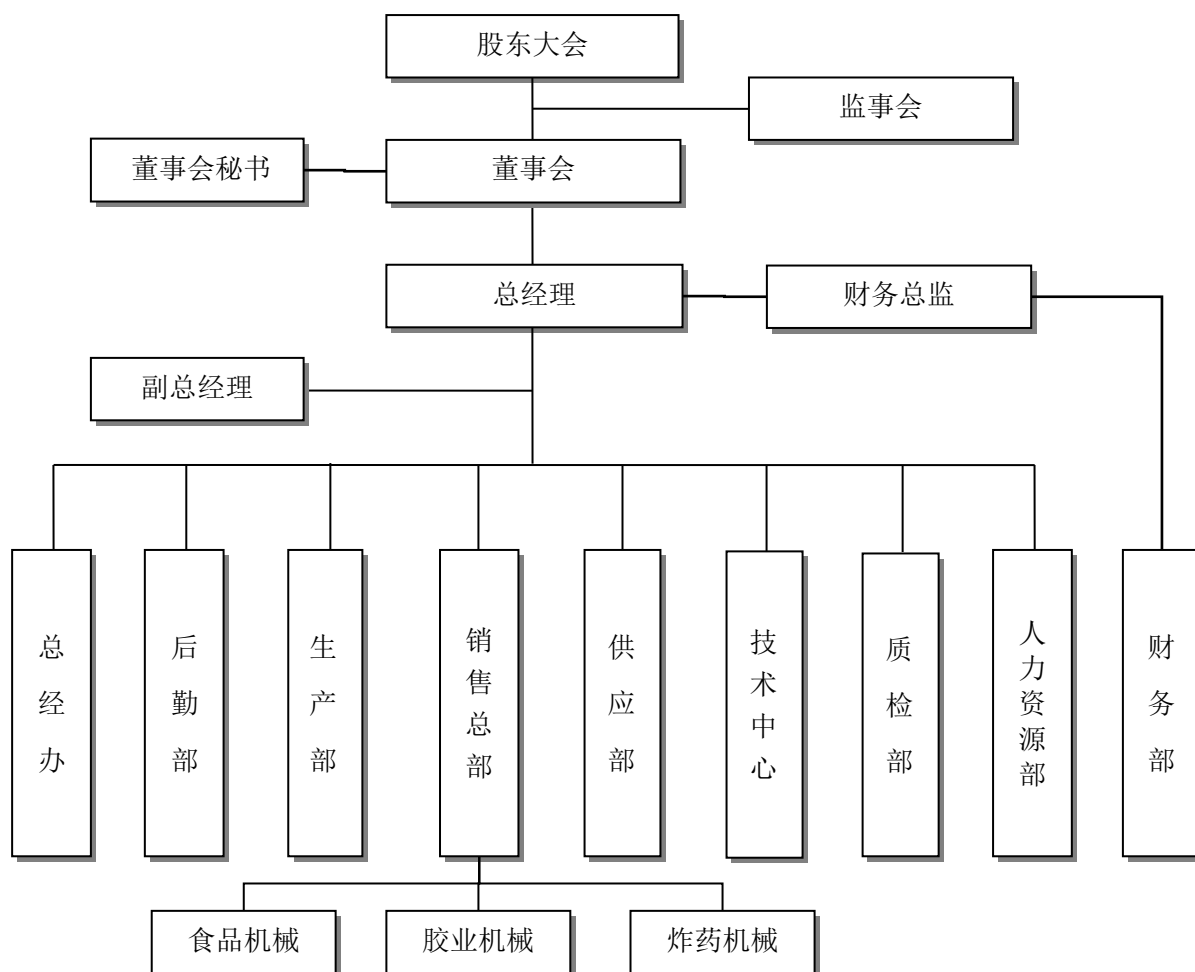 股东大会
监事会
董事会秘书
董事会
总经理
财务总监
副总经理
总经办
后勤部
生产部
销售总部
供应部
技术中心
质检部
人力资源部
财务部
食品机械
胶业机械
炸药机械